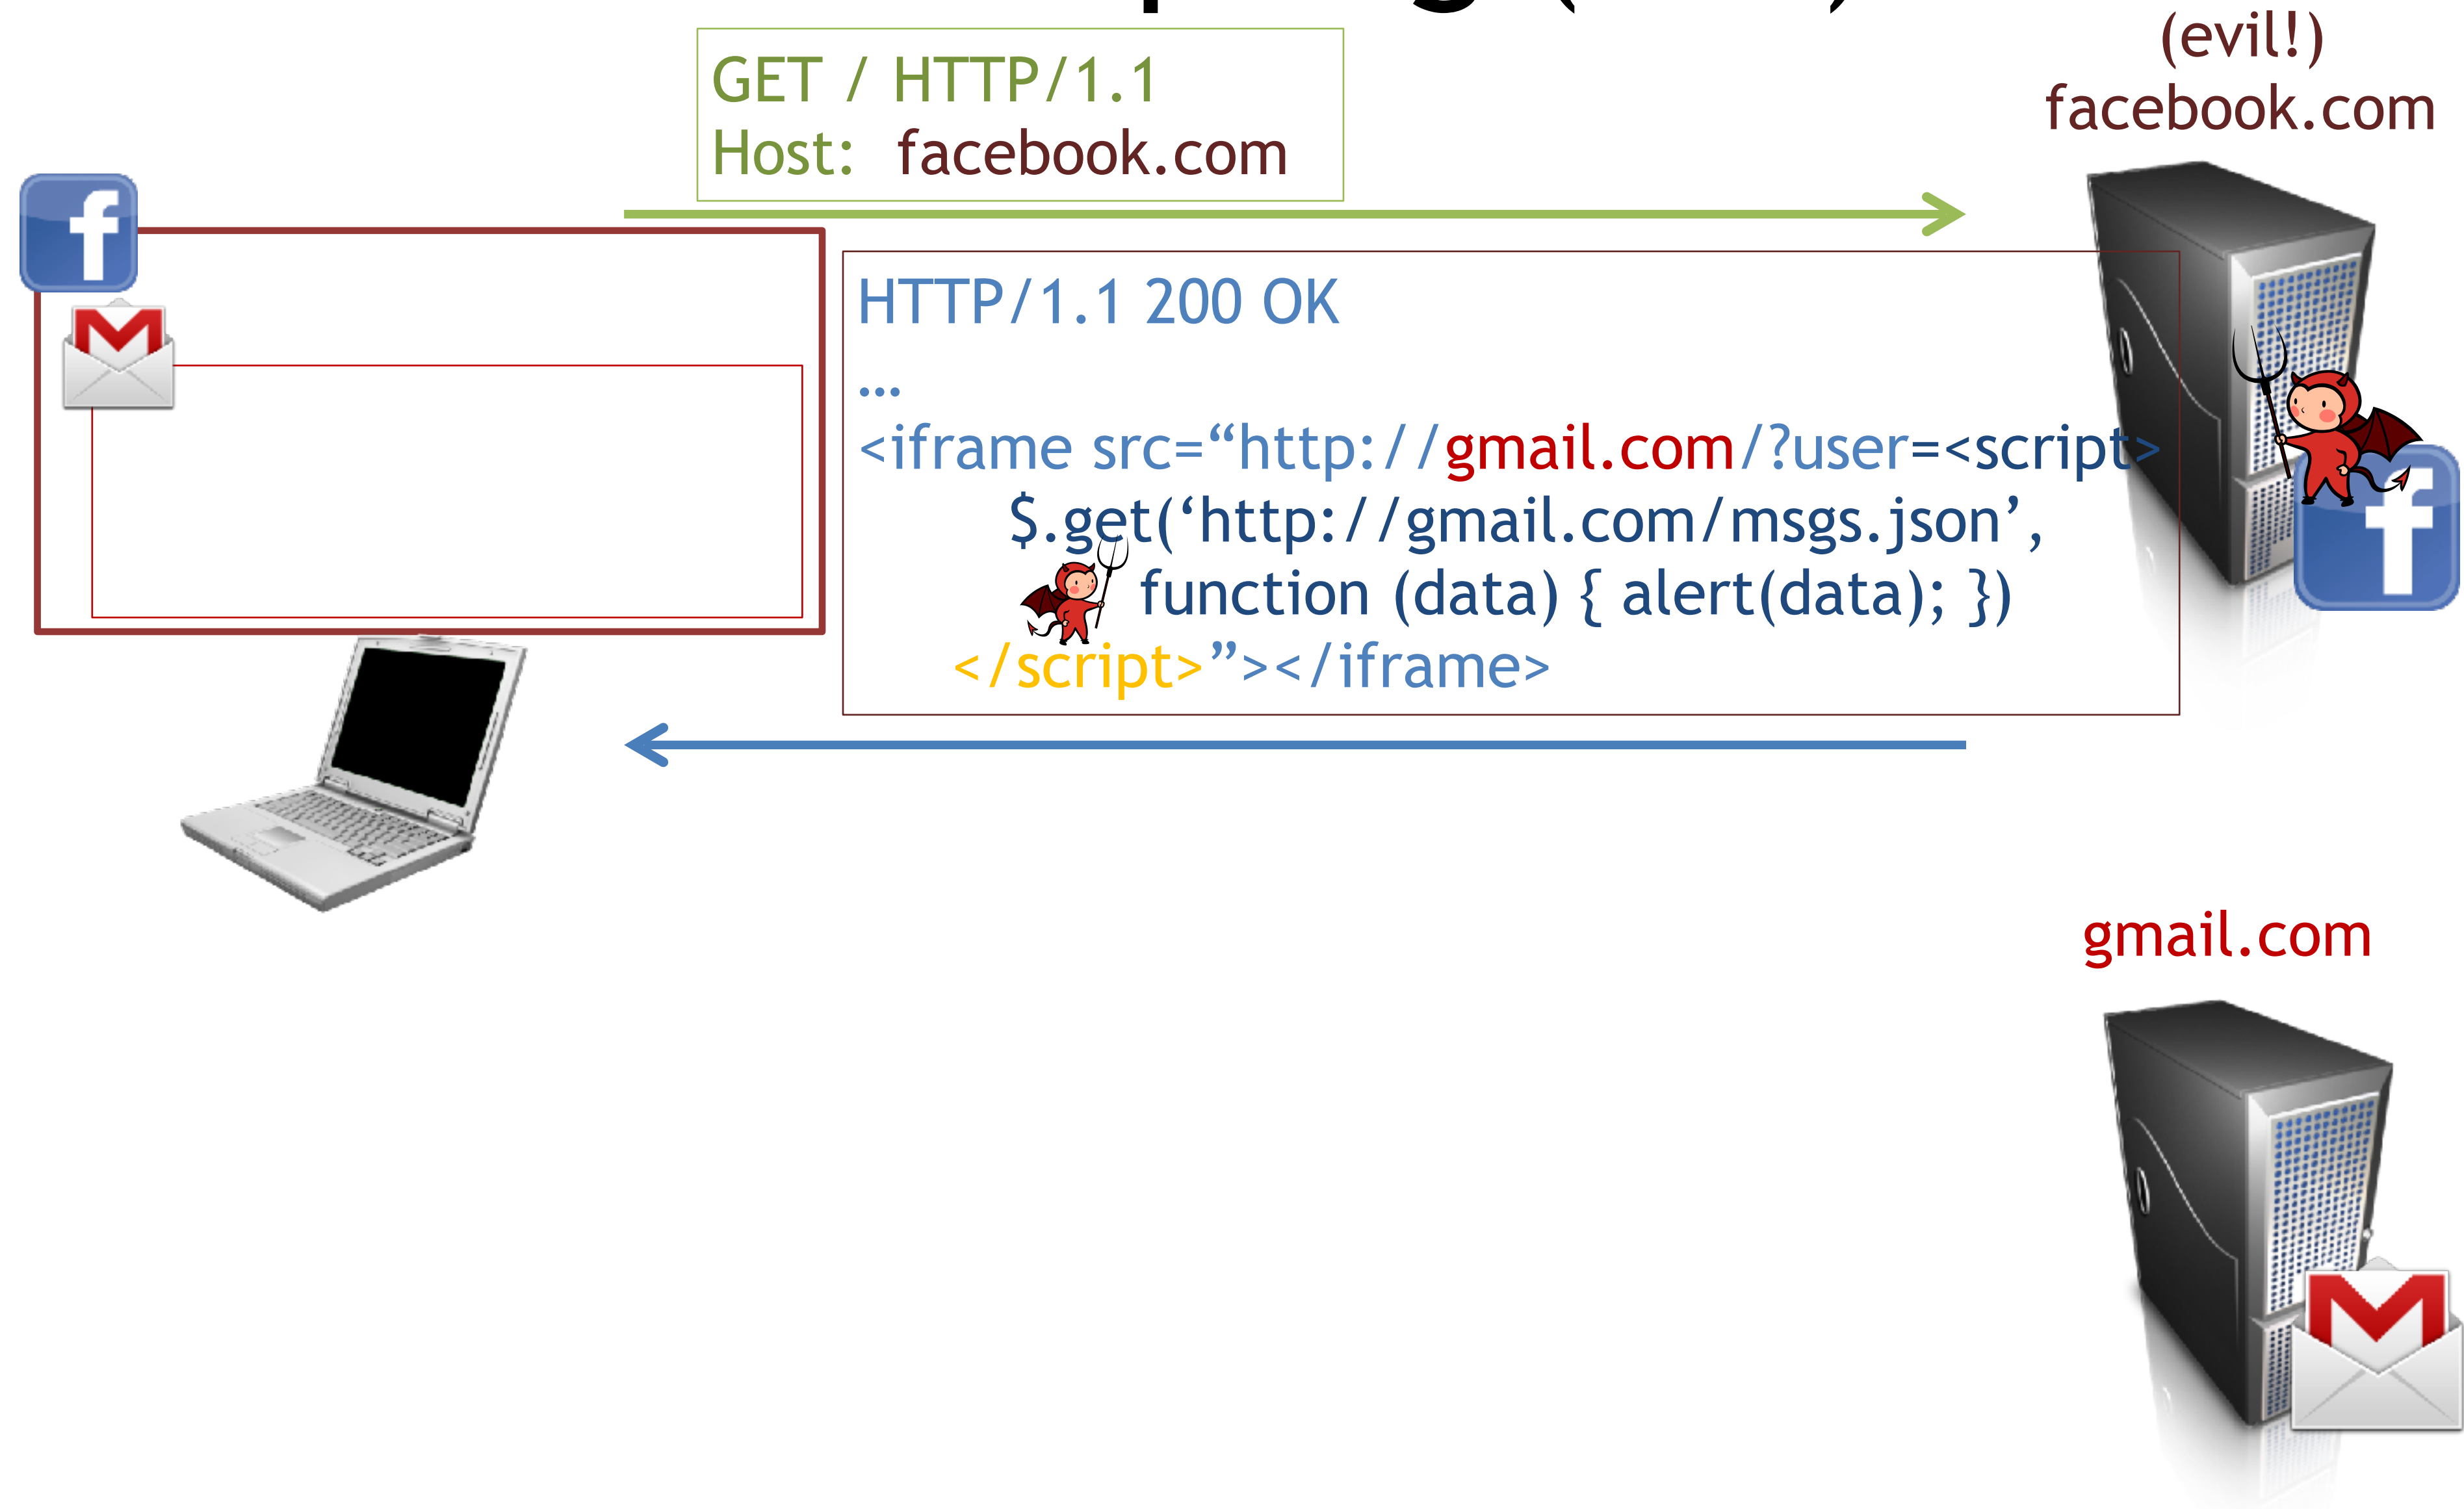 (evil!)
facebook.com
GET / HTTP/1.1
Host: facebook.com
HTTP/1.1 200 OK
...
<iframe src=“http://gmail.com/?user=<script>
$.get(‘http://gmail.com/msgs.json’,
function (data) { alert(data); })
</script>”></iframe>
gmail.com